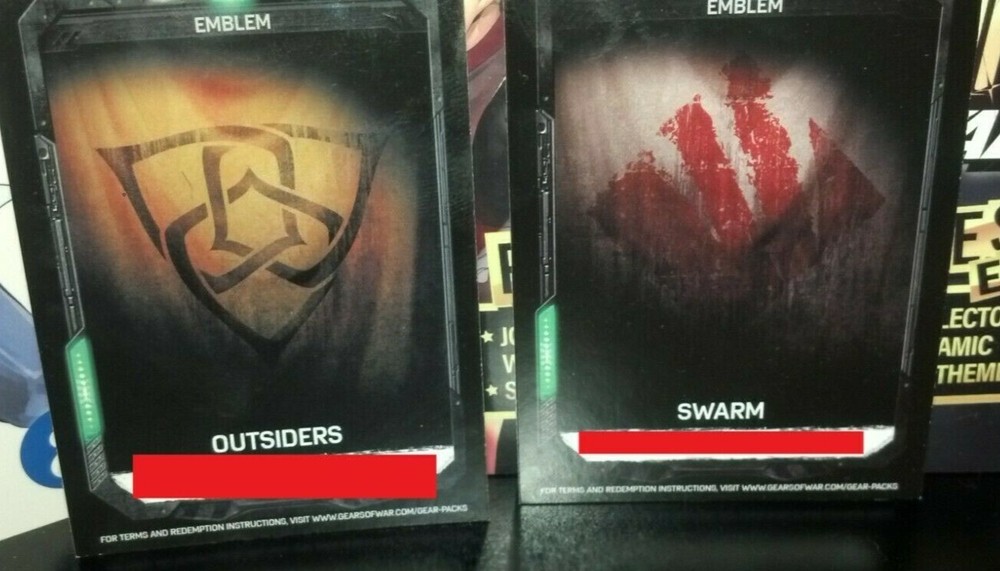 EMBLEM
OUTSIDERS
FOR TERMS AND REDEMPTION INSTRUCTIONS, VISIT WWW.GEARSOFWAR.COM/GEAR-PACKS
EMBLEM
SWARM
FOR TERMS AND REDEMPTION INSTRUCTIONS, VISIT WWW.GEARSOFWAR.COM/GEAR-PACKS